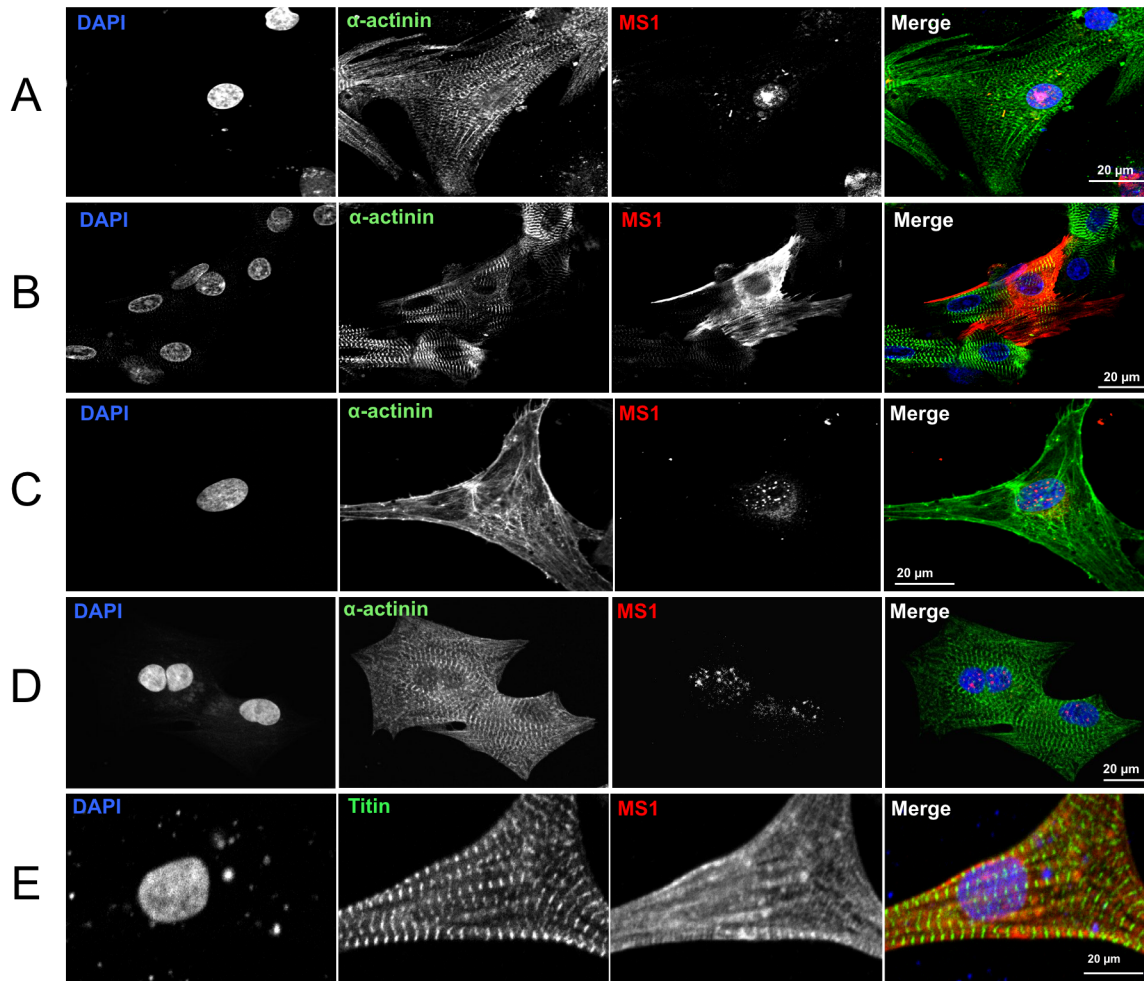 DAPI α-actinin MS1 Merge
A
20 µm
DAPI α-actinin MS1 Merge
B
20 µm
DAPI α-actinin MS1 Merge
C
20 µm
DAPI α-actinin MS1 Merge
D
20 µm
DAPI Titin MS1 Merge
E
20 µm